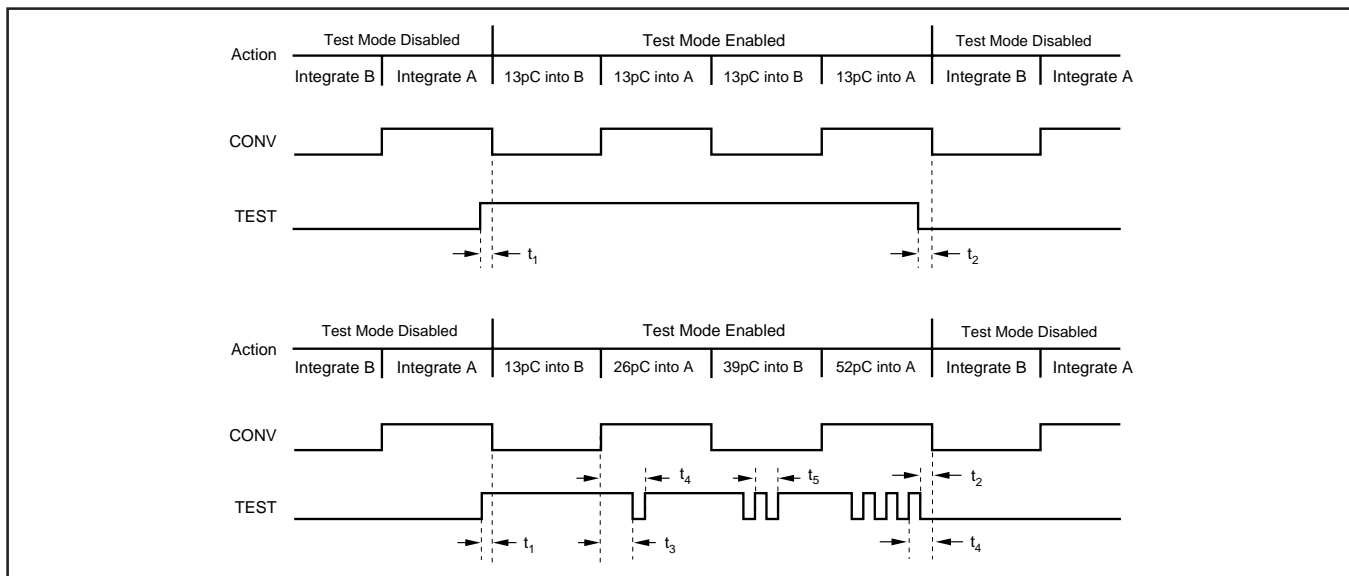 Test Mode Disabled Test Mode Enabled Test Mode Disabled
Action
Integrate B Integrate A 13pC into B 13pC into A 13pC into B 13pC into A Integrate B Integrate A
CONV
TEST
t1 t2
Test Mode Disabled Test Mode Enabled Test Mode Disabled
Action
Integrate B Integrate A 13pC into B 26pC into A 39pC into B 52pC into A Integrate B Integrate A
CONV
t4 t5 t2
TEST
t1 t3 t4